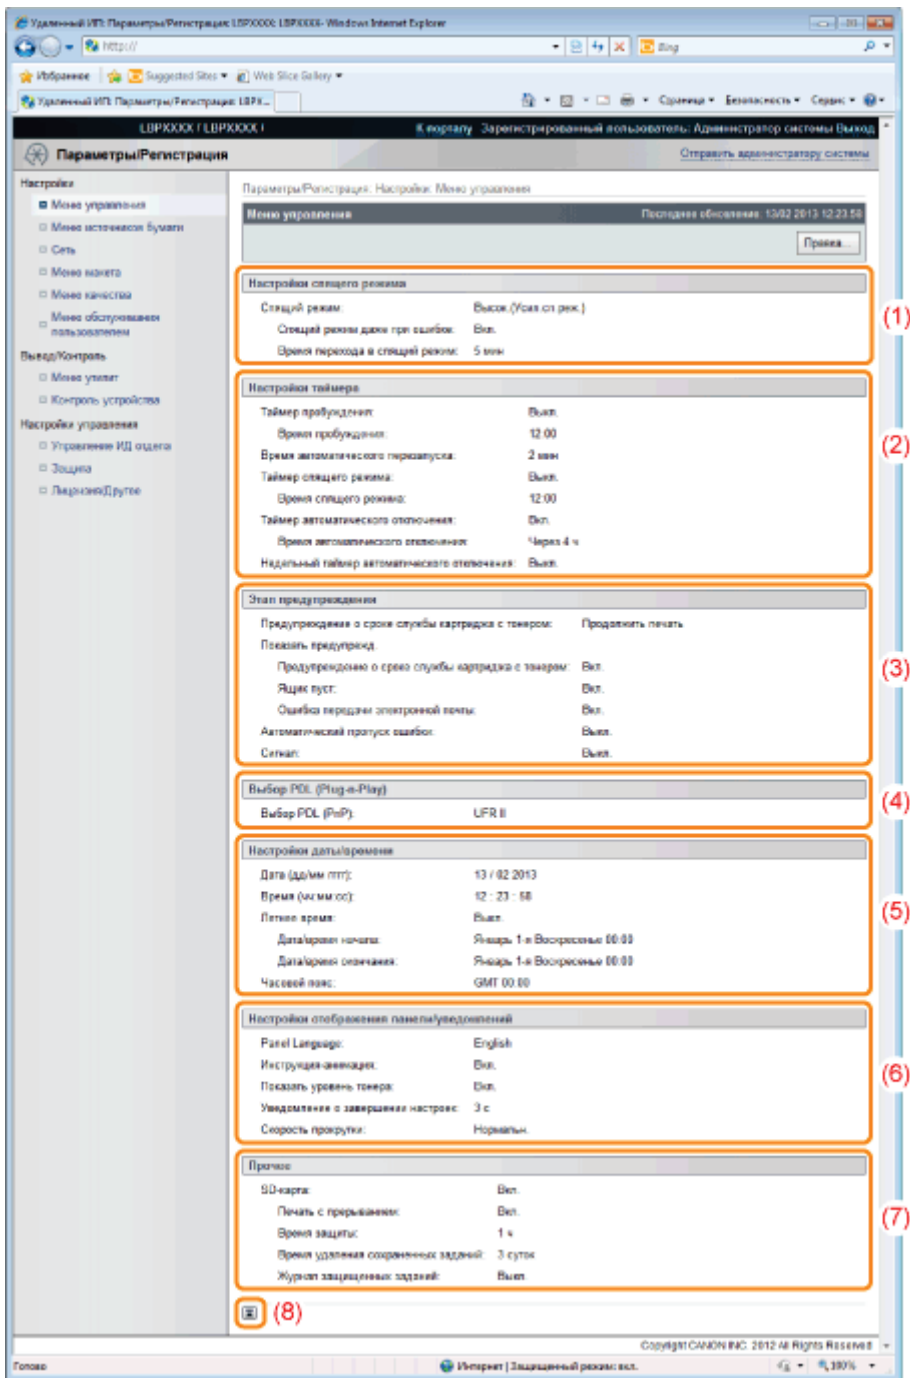 Удаленный ИП: Параметры/Регистрация: LBPXXXX: LBPXXXX- Windows Internet Explorer
http://
Bing
Избранное Suggested Sites Web Slice Gallery
Удаленный ИП: Параметры/Регистрация: LBPX...
Страница Безопасность Сервис
LBPXXXX / LBPXXXX /
К порталу Зарегистрированный пользователь: Администратор системы Выход
Параметры/Регистрация
Отправить администратору системы
Настройки
Меню управления
Меню источников бумаги
Сеть
Меню макета
Меню качества
Меню обслуживания пользователем
Вывод/Контроль
Меню утилит
Контроль устройства
Настройки управления
Управление ИД отдела
Защита
Лицензия/Другое
Параметры/Регистрация: Настройки: Меню управления
Меню управления
Последнее обновление: 13/02 2013 12:23:58
Правка...
Настройки спящего режима
Спящий режим: Высок.(Усил.сп.реж.)
Спящий режим даже при ошибке: Вкл.
Время перехода в спящий режим: 5 мин
(1)
Настройки таймера
Таймер пробуждения: Выкл.
Время пробуждения: 12:00
Время автоматического перезапуска: 2 мин
Таймер спящего режима: Выкл.
Время спящего режима: 12:00
Таймер автоматического отключения: Вкл.
Время автоматического отключения: Через 4 ч
Недельный таймер автоматического отключения: Выкл.
(2)
Этап предупреждения
Предупреждение о сроке службы картриджа с тонером: Продолжить печать
Показать предупрежд.
Предупреждение о сроке службы картриджа с тонером: Вкл.
Ящик пуст: Вкл.
Ошибка передачи электронной почты: Вкл.
Автоматический пропуск ошибки: Выкл.
Сигнал: Выкл.
(3)
Выбор PDL (Plug-n-Play)
Выбор PDL (PnP): UFR II
(4)
Настройки даты/времени
Дата (дд/мм гггг): 13 / 02 2013
Время (чч:мм:сс): 12 : 23 : 58
Летнее время: Выкл.
Дата/время начала: Январь 1-я Воскресенье 00:00
Дата/время окончания: Январь 1-я Воскресенье 00:00
Часовой пояс: GMT 00:00
(5)
Настройки отображения панели/уведомлений
Panel Language: English
Инструкция-анимация: Вкл.
Показать уровень тонера: Вкл.
Уведомление о завершении настроек: 3 с
Скорость прокрутки: Нормальн.
(6)
Прочее
SD-карта: Вкл.
Печать с прерыванием: Вкл.
Время защиты: 1 ч
Время удаления сохраненных заданий: 3 суток
Журнал защищенных заданий: Выкл.
(7)
(8)
Copyright CANON INC. 2012 All Rights Reserved
Готово
Интернет | Защищенный режим: вкл.
100%